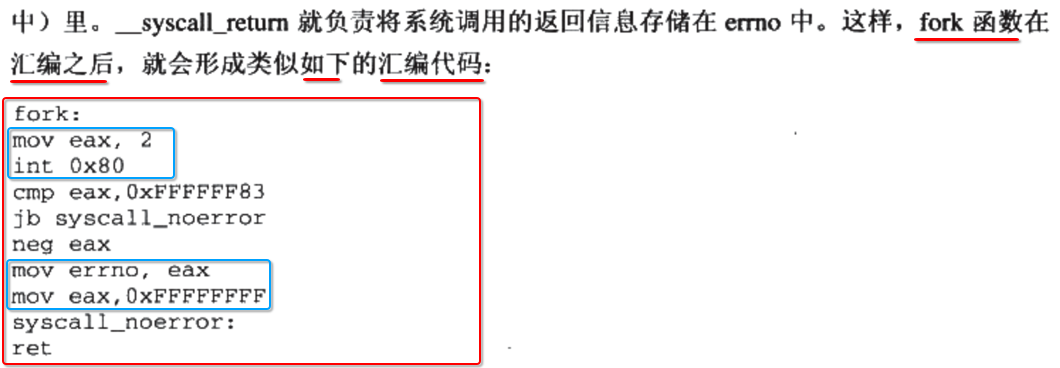 中）里。__syscall_return 就负责将系统调用的返回信息存储在 errno 中。这样，fork 函数在
汇编之后，就会形成类似如下的汇编代码：
fork:
mov eax, 2
int 0x80
cmp eax,0xFFFFFF83
jb syscall_noerror
neg eax
mov errno, eax
mov eax,0xFFFFFFFF
syscall_noerror:
ret